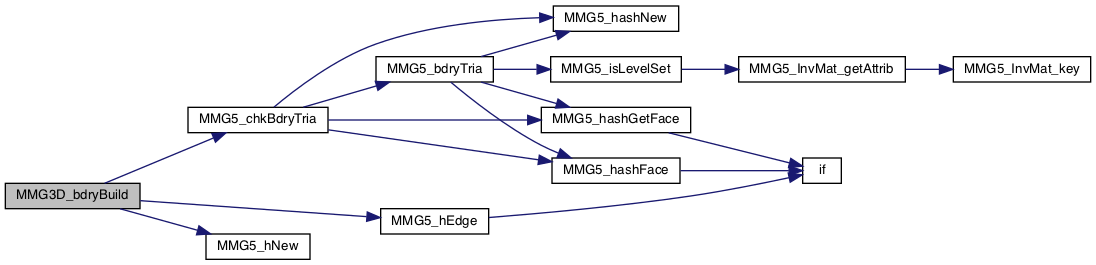 MMG5_hashNew
MMG5_bdryTria
MMG5_isLevelSet
MMG5_InvMat_getAttrib
MMG5_InvMat_key
MMG5_chkBdryTria
MMG5_hashGetFace
MMG5_hashFace
if
MMG3D_bdryBuild
MMG5_hEdge
MMG5_hNew